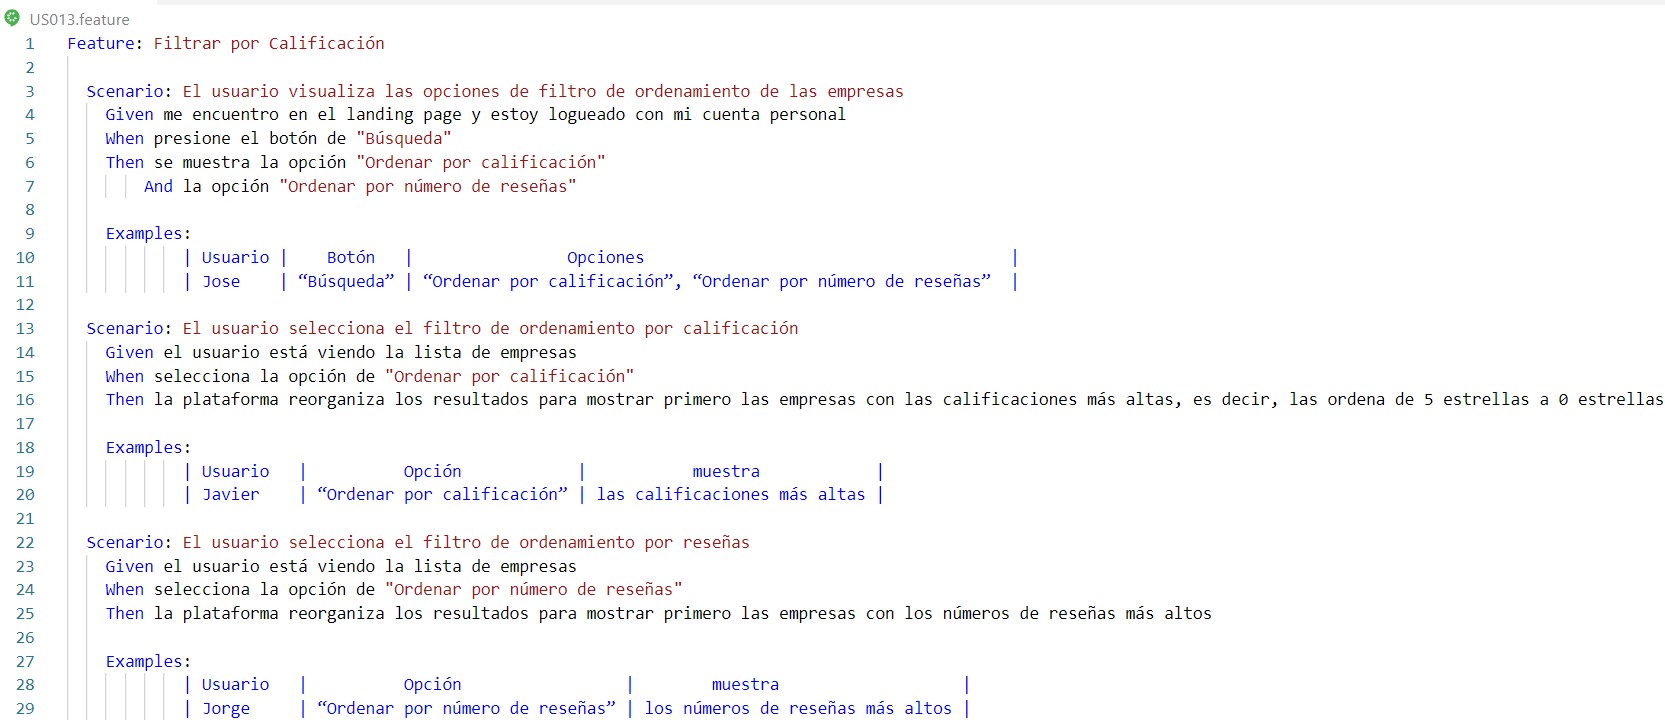 US013.feature
1 Feature: Filtrar por Calificación
2
3 Scenario: El usuario visualiza las opciones de filtro de ordenamiento de las empresas
4 Given me encuentro en el landing page y estoy logueado con mi cuenta personal
5 When presione el botón de "Búsqueda"
6 Then se muestra la opción "Ordenar por calificación"
7 And la opción "Ordenar por número de reseñas"
8
9 Examples:
10 | Usuario | Botón | Opciones |
11 | Jose | “Búsqueda” | “Ordenar por calificación”, “Ordenar por número de reseñas” |
12
13 Scenario: El usuario selecciona el filtro de ordenamiento por calificación
14 Given el usuario está viendo la lista de empresas
15 When selecciona la opción de "Ordenar por calificación"
16 Then la plataforma reorganiza los resultados para mostrar primero las empresas con las calificaciones más altas, es decir, las ordena de 5 estrellas a 0 estrellas
17
18 Examples:
19 | Usuario | Opción | muestra |
20 | Javier | “Ordenar por calificación” | las calificaciones más altas |
21
22 Scenario: El usuario selecciona el filtro de ordenamiento por reseñas
23 Given el usuario está viendo la lista de empresas
24 When selecciona la opción de "Ordenar por número de reseñas"
25 Then la plataforma reorganiza los resultados para mostrar primero las empresas con los números de reseñas más altos
26
27 Examples:
28 | Usuario | Opción | muestra |
29 | Jorge | “Ordenar por número de reseñas” | los números de reseñas más altos |